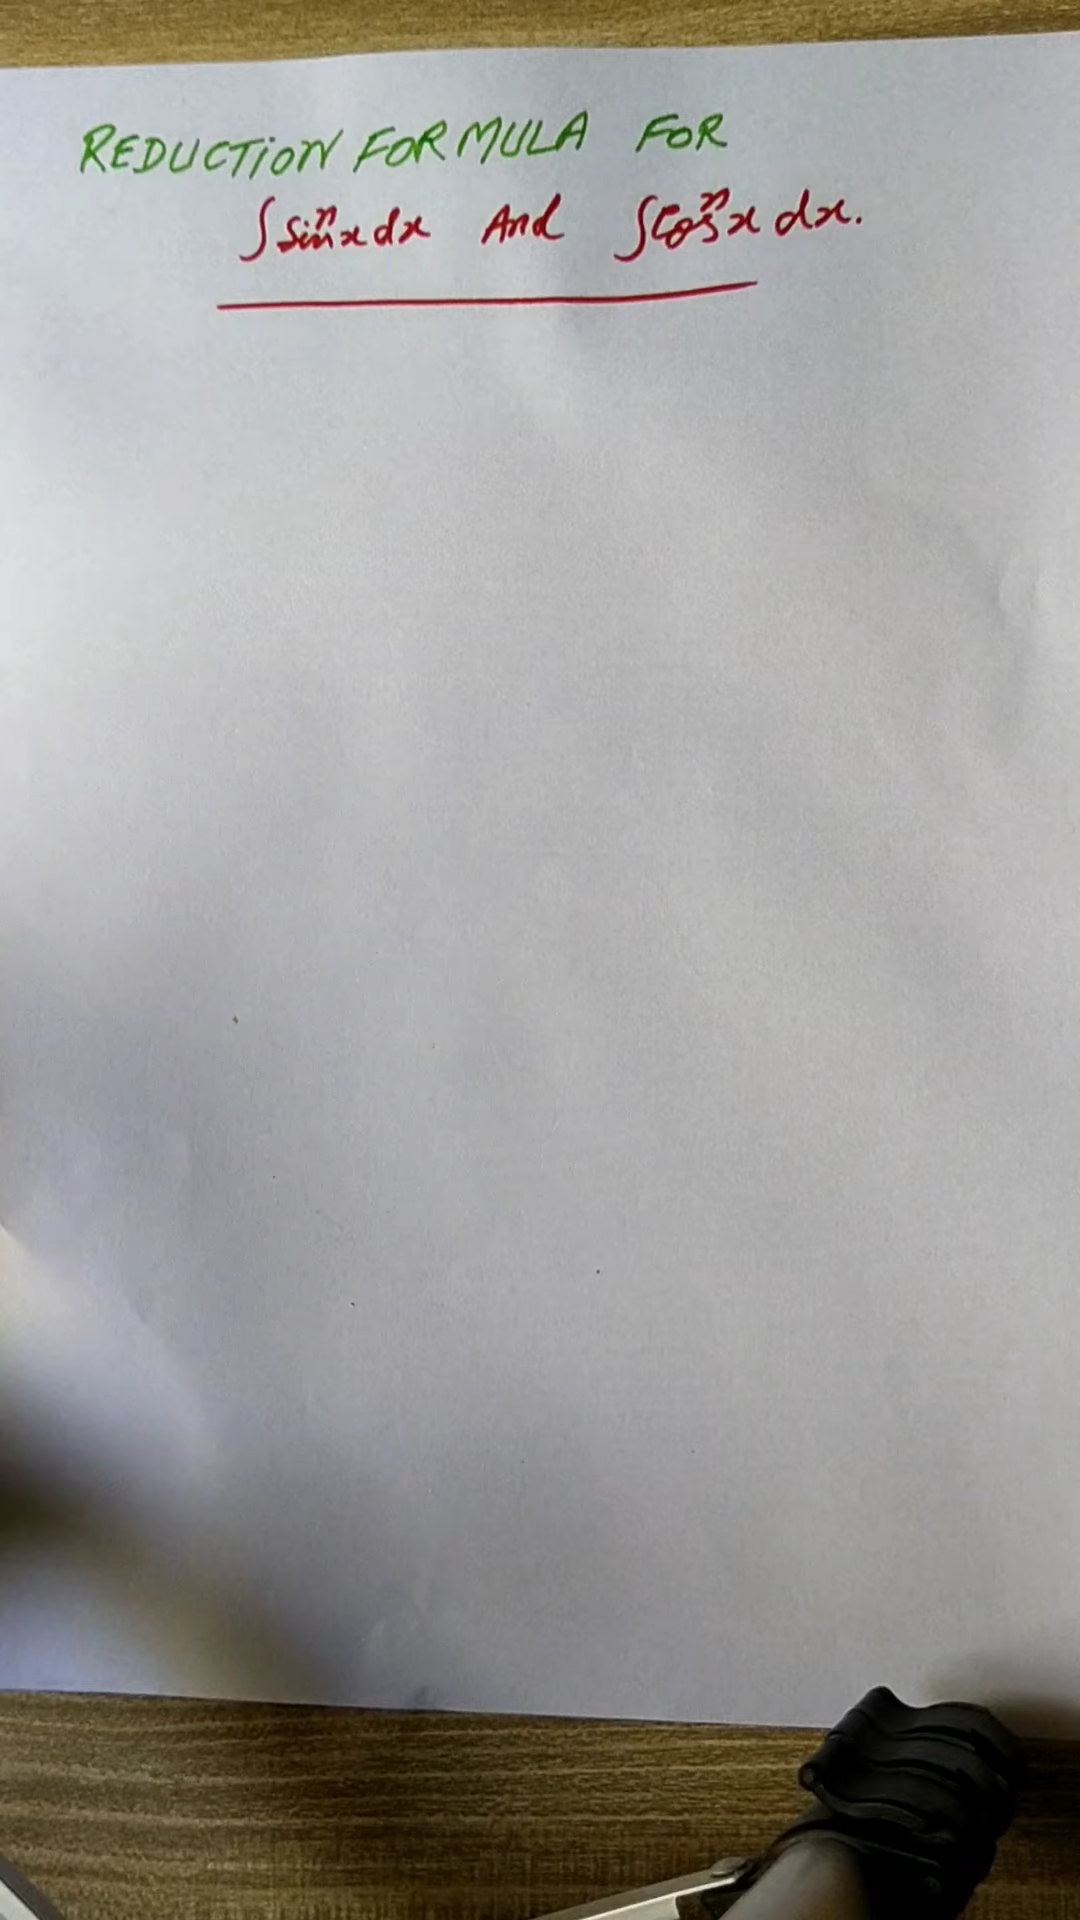 REDUCTION FORMULA FOR
∫sinⁿx dx And ∫Cosⁿx dx.